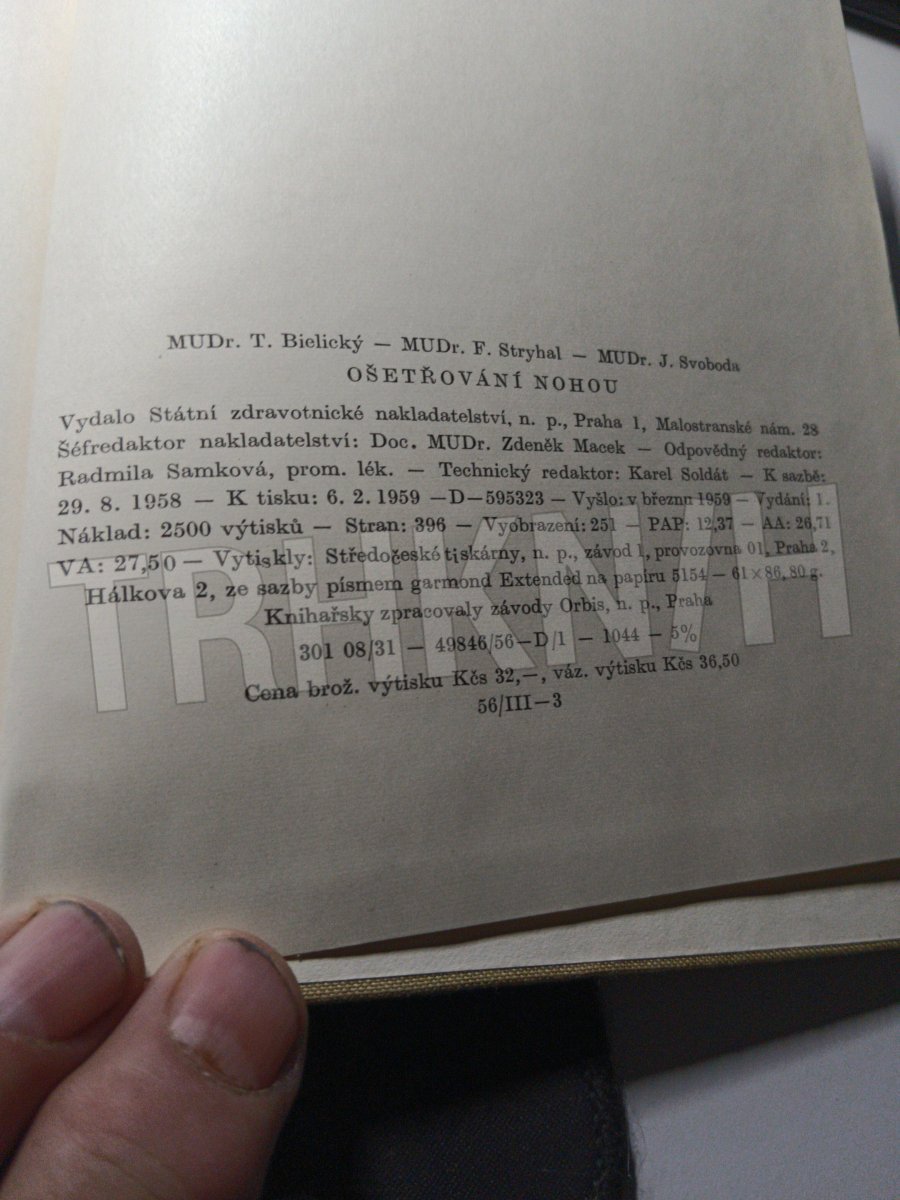 MUDr. T. Bielický — MUDr. F. Stryhal — MUDr. J. Svoboda
OŠETŘOVÁNÍ NOHOU
Vydalo Státní zdravotnické nakladatelství, n. p., Praha 1, Malostranské nám. 28
Šéfredaktor nakladatelství: Doc. MUDr. Zdeněk Macek — Odpovědný redaktor:
Radmila Samková, prom. lék. — Technický redaktor: Karel Soldát — K sazbě:
29. 8. 1958 — K tisku: 6. 2. 1959 —D—595323 — Vyšlo: v březnn 1959 — Vydání: 1.
Náklad: 2500 výtisků — Stran: 396 — Vyobrazení: 251 — PAP: 12,37 — AA: 26,71
VA: 27,50 — Vytiskly: Středočeské tiskárny, n. p., závod 1, provozovna 01, Praha 2,
Hálkova 2, ze sazby písmem garmond Extended na papíru 5154 — 61×86, 80 g.
Knihařsky zpracovaly závody Orbis, n. p., Praha
301 08/31 — 49846/56—D/1 — 1044 — 5%
Cena brož. výtisku Kčs 32,—, váz. výtisku Kčs 36,50
56/III—3
TRHKNIH